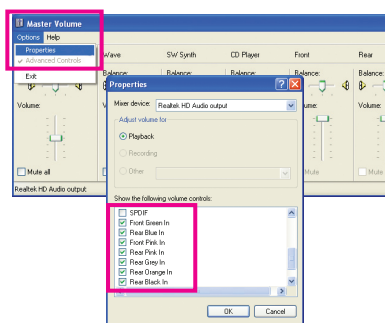 Master Volume
Options Help
Properties
Advanced Controls
Exit
Wave SW Synth CD Player Front Rear
Balance: Balance: Balance: Balance: Balance:
Volume: Volume: Volume:
Mute all Mute Mute
Realtek HD Audio output
Properties
Mixer device: Realtek HD Audio output
Adjust volume for
Playback
Recording
Other
Show the following volume controls:
SPDIF
Front Green In
Rear Blue In
Front Pink In
Rear Pink In
Rear Grey In
Rear Orange In
Rear Black In
OK Cancel